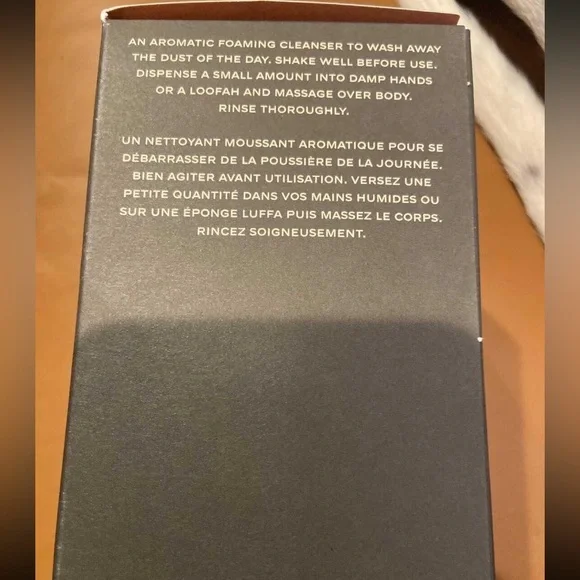 AN AROMATIC FOAMING CLEANSER TO WASH AWAY
THE DUST OF THE DAY. SHAKE WELL BEFORE USE.
DISPENSE A SMALL AMOUNT INTO DAMP HANDS
OR A LOOFAH AND MASSAGE OVER BODY.
RINSE THOROUGHLY.
UN NETTOYANT MOUSSANT AROMATIQUE POUR SE
DÉBARRASSER DE LA POUSSIÈRE DE LA JOURNÉE.
BIEN AGITER AVANT UTILISATION. VERSEZ UNE
PETITE QUANTITÉ DANS VOS MAINS HUMIDES OU
SUR UNE ÉPONGE LUFFA PUIS MASSEZ LE CORPS.
RINCEZ SOIGNEUSEMENT.